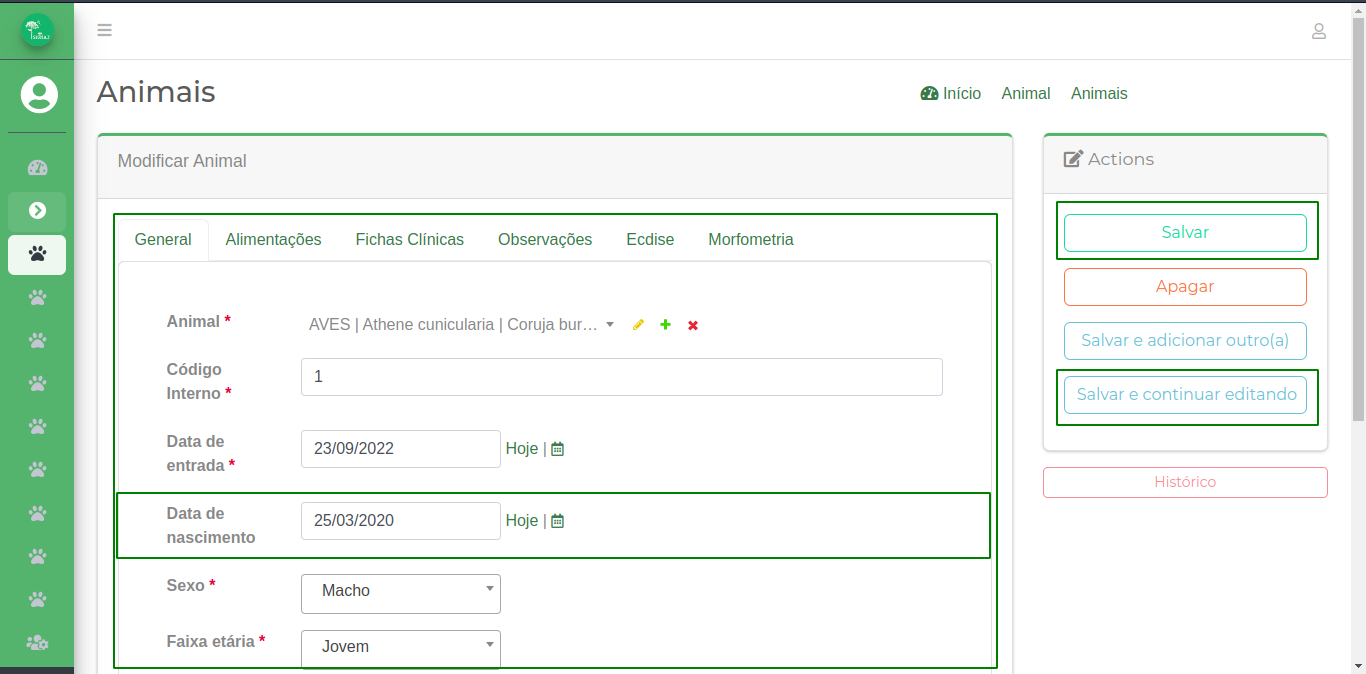 Animais
Início Animal Animais
Modificar Animal
General Alimentações Fichas Clínicas Observações Ecdise Morfometria
Animal * AVES | Athene cunicularia | Coruja bur…
Código
Interno * 1
Data de
entrada * 23/09/2022 Hoje |
Data de
nascimento 25/03/2020 Hoje |
Sexo * Macho
Faixa etária * Jovem
Actions
Salvar
Apagar
Salvar e adicionar outro(a)
Salvar e continuar editando
Histórico